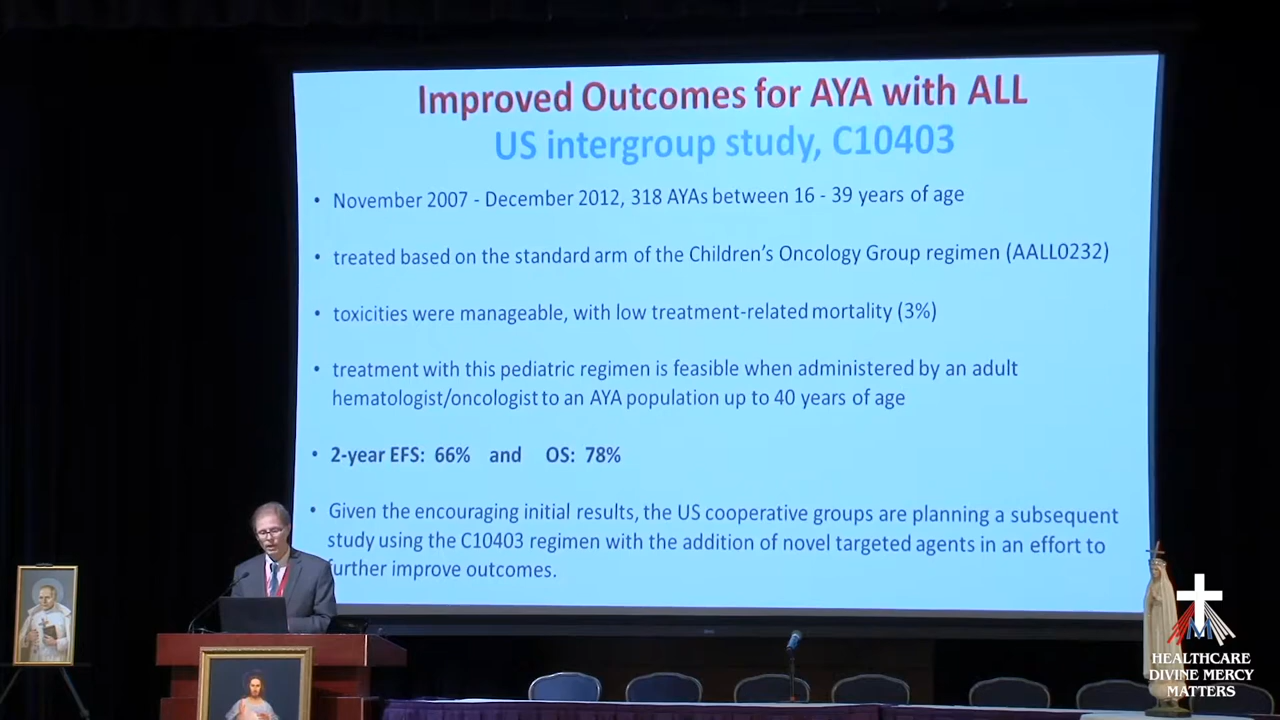 Improved Outcomes for AYA with ALL
US intergroup study, C10403
• November 2007 - December 2012, 318 AYAs between 16 - 39 years of age
• treated based on the standard arm of the Children's Oncology Group regimen (AALL0232)
• toxicities were manageable, with low treatment-related mortality (3%)
• treatment with this pediatric regimen is feasible when administered by an adult
hematologist/oncologist to an AYA population up to 40 years of age
• 2-year EFS: 66% and OS: 78%
• Given the encouraging initial results, the US cooperative groups are planning a subsequent
study using the C10403 regimen with the addition of novel targeted agents in an effort to
further improve outcomes.
HEALTHCARE
DIVINE MERCY
MATTERS